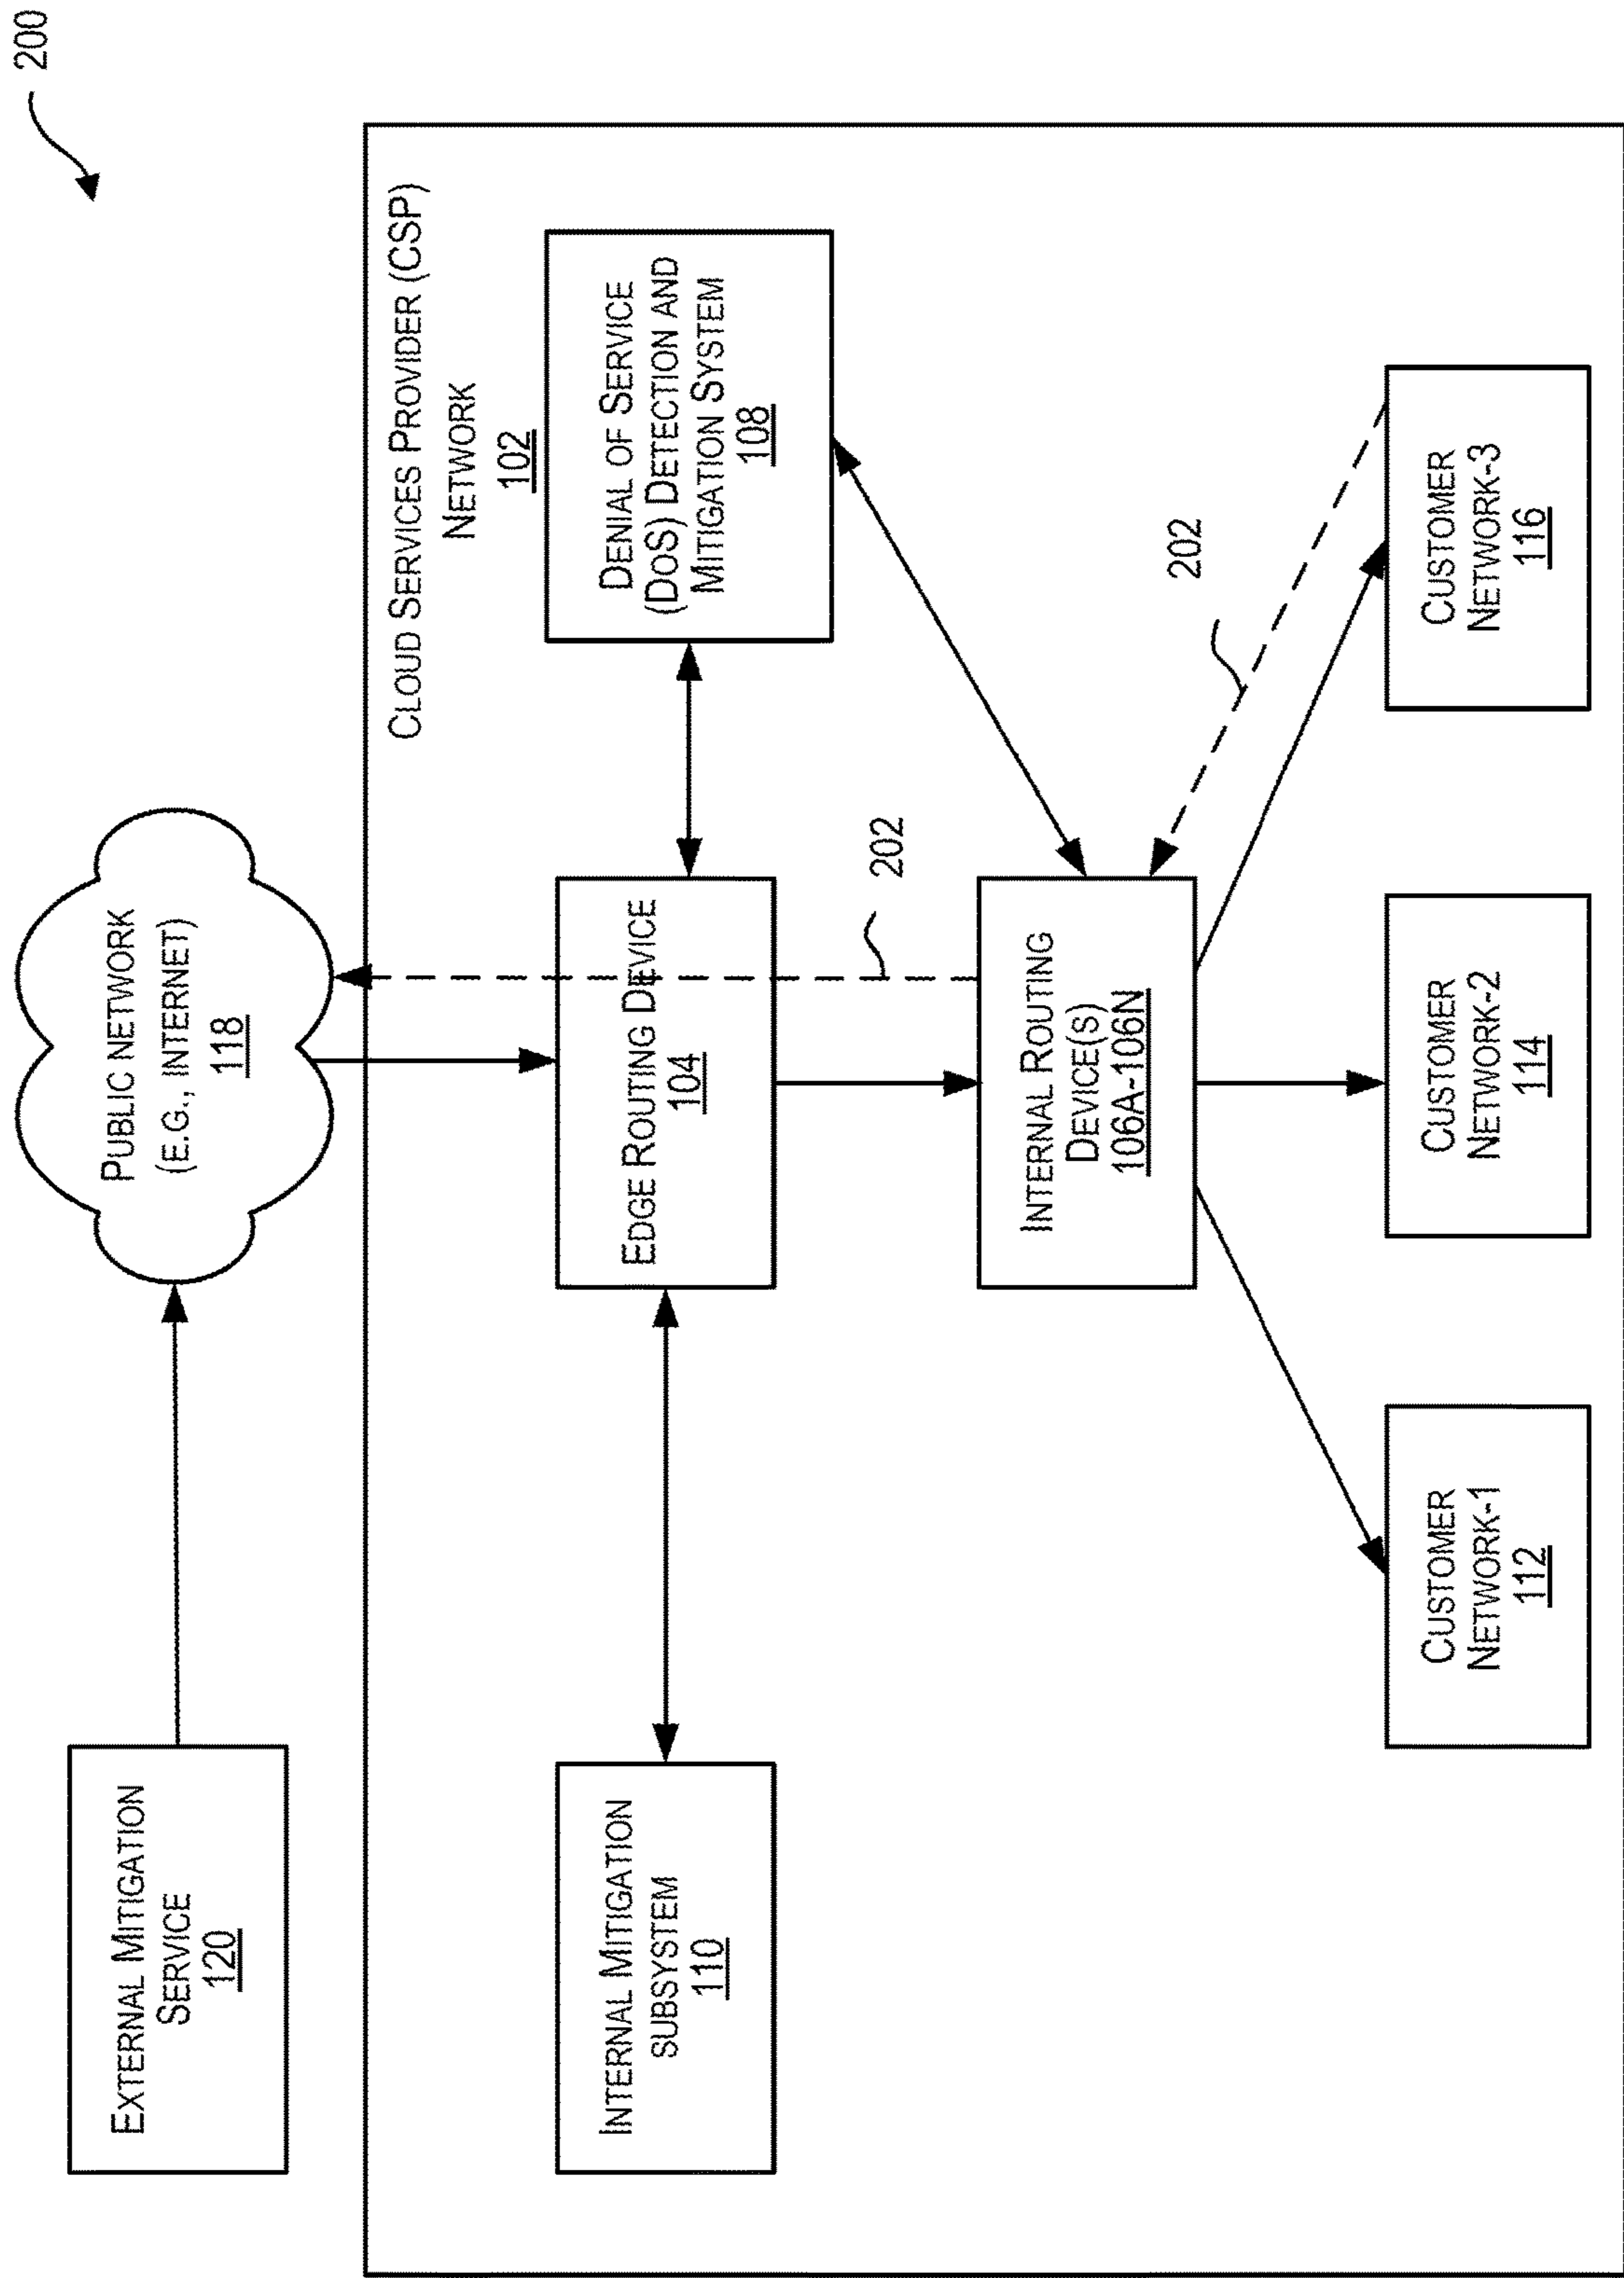 200
EXTERNAL MITIGATION
SERVICE
120
PUBLIC NETWORK
(E.G., INTERNET)
118
CLOUD SERVICES PROVIDER (CSP)
NETWORK
102
INTERNAL MITIGATION
SUBSYSTEM
110
EDGE ROUTING DEVICE
104
DENIAL OF SERVICE
(DOS) DETECTION AND
MITIGATION SYSTEM
108
202
INTERNAL ROUTING
DEVICE(S)
106A-106N
202
CUSTOMER
NETWORK-1
112
CUSTOMER
NETWORK-2
114
CUSTOMER
NETWORK-3
116